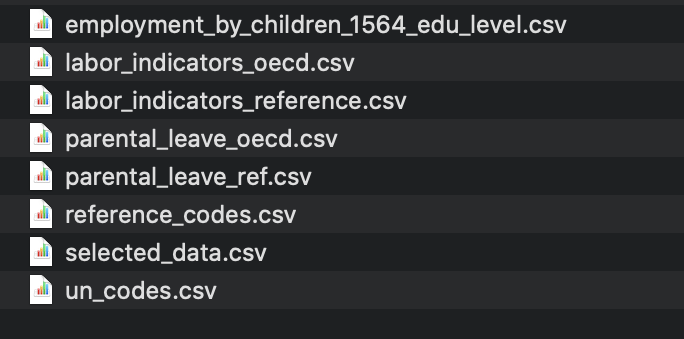 employment_by_children_1564_edu_level.csv
labor_indicators_oecd.csv
labor_indicators_reference.csv
parental_leave_oecd.csv
parental_leave_ref.csv
reference_codes.csv
selected_data.csv
un_codes.csv